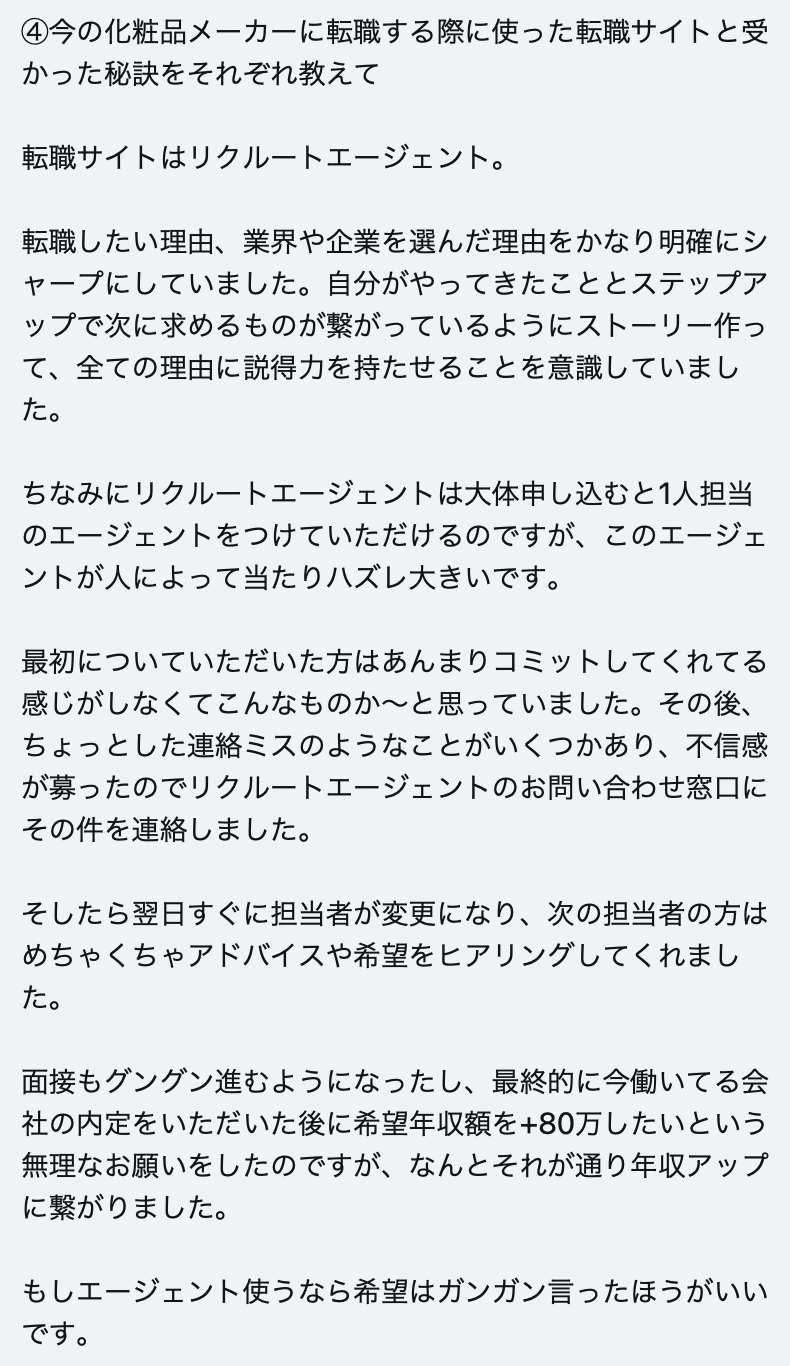 ④今の化粧品メーカーに転職する際に使った転職サイトと受
かった秘訣をそれぞれ教えて
転職サイトはリクルートエージェント。
転職したい理由、業界や企業を選んだ理由をかなり明確にシ
ャープにしていました。自分がやってきたこととステップア
ップで次に求めるものが繋がっているようにストーリー作っ
て、全ての理由に説得力を持たせることを意識していまし
た。
ちなみにリクルートエージェントは大体申し込むと1人担当
のエージェントをつけていただけるのですが、このエージェ
ントが人によって当たりハズレ大きいです。
最初についていただいた方はあんまりコミットしてくれてる
感じがしなくてこんなものか〜と思っていました。その後、
ちょっとした連絡ミスのようなことがいくつかあり、不信感
が募ったのでリクルートエージェントのお問い合わせ窓口に
その件を連絡しました。
そしたら翌日すぐに担当者が変更になり、次の担当者の方は
めちゃくちゃアドバイスや希望をヒアリングしてくれまし
た。
面接もグングン進むようになったし、最終的に今働いてる会
社の内定をいただいた後に希望年収額を+80万したいという
無理なお願いをしたのですが、なんとそれが通り年収アップ
に繋がりました。
もしエージェント使うなら希望はガンガン言ったほうがいい
です。